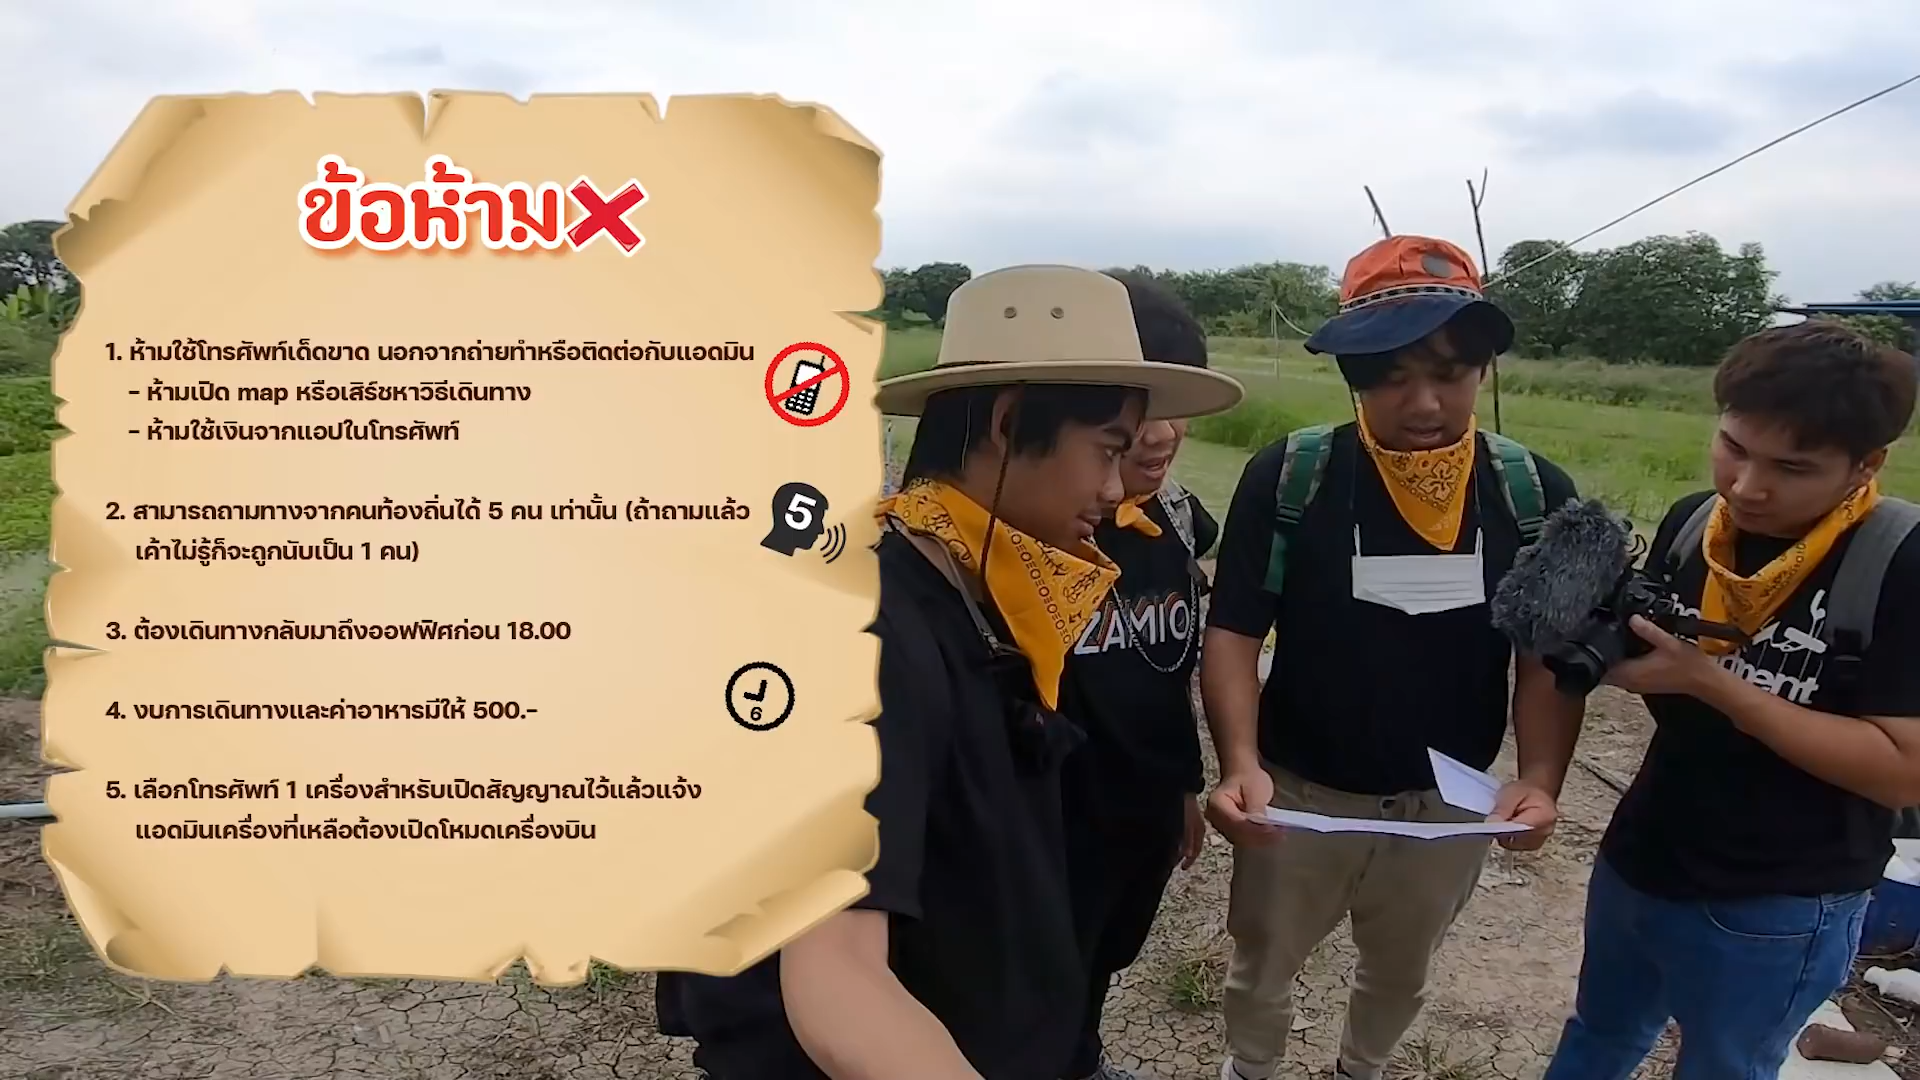 ข้อห้าม
1. ห้ามใช้โทรศัพท์เด็ดขาด นอกจากถ่ายทำหรือติดต่อกับแอดมิน
- ห้ามเปิด map หรือเสิร์ชหาวิธีเดินทาง
- ห้ามใช้เงินจากแอปในโทรศัพท์
2. สามารถถามทางจากคนท้องถิ่นได้ 5 คน เท่านั้น (ถ้าถามแล้ว
เค้าไม่รู้ก็จะถูกนับเป็น 1 คน)
5
3. ต้องเดินทางกลับมาถึงออฟฟิศก่อน 18.00
4. งบการเดินทางและค่าอาหารมีให้ 500.-
6
5. เลือกโทรศัพท์ 1 เครื่องสำหรับเปิดสัญญาณไว้แล้วแจ้ง
แอดมินเครื่องที่เหลือต้องเปิดโหมดเครื่องบิน
ZAMIO